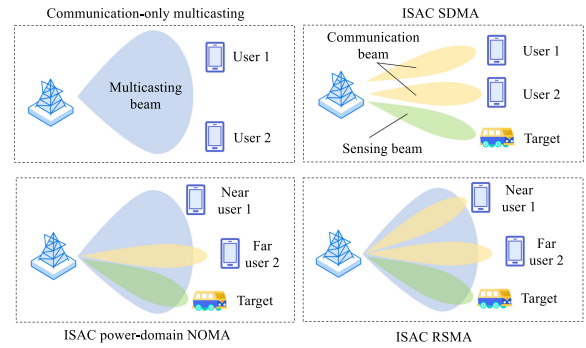 Communication-only multicasting
Multicasting
beam
User 1
User 2
ISAC SDMA
Communication
beam
User 1
User 2
Sensing beam
Target
Near
user 1
Far
user 2
Target
ISAC power-domain NOMA
Near
user 1
Far
user 2
Target
ISAC RSMA